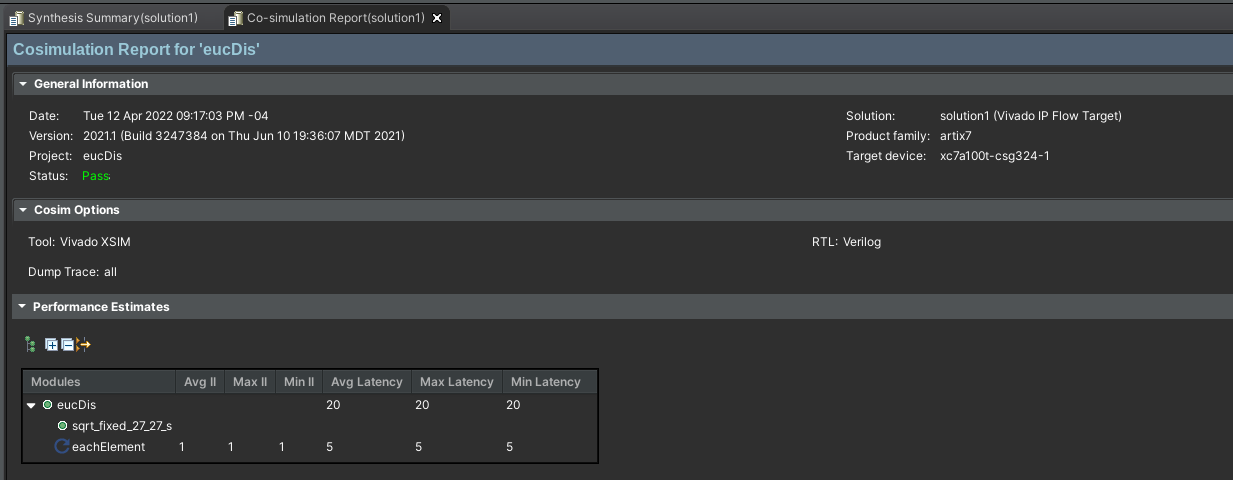 Synthesis Summary(solution1) Co-simulation Report(solution1)
Cosimulation Report for 'eucDis'
General Information
Date: Tue 12 Apr 2022 09:17:03 PM -04 Solution: solution1 (Vivado IP Flow Target)
Version: 2021.1 (Build 3247384 on Thu Jun 10 19:36:07 MDT 2021) Product family: artix7
Project: eucDis Target device: xc7a100t-csg324-1
Status: Pass
Cosim Options
Tool: Vivado XSIM RTL: Verilog
Dump Trace: all
Performance Estimates
Modules Avg II Max II Min II Avg Latency Max Latency Min Latency
eucDis 20 20 20
sqrt_fixed_27_27_s
eachElement 1 1 1 5 5 5